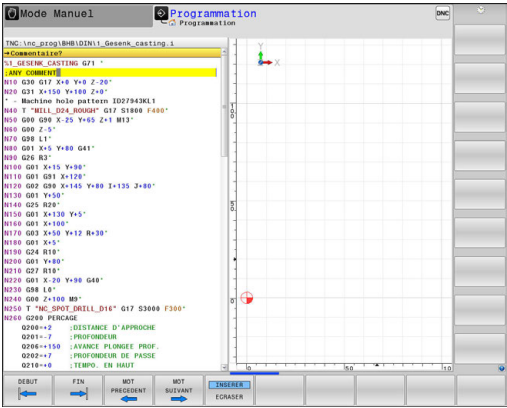 Mode Manuel
Programmation
Programmation
DNC
TNC:\nc_prog\BHB\DIN\1_Gesenk_casting.i
→Commentaire?
%1_GESENK_CASTING G71 *
;ANY COMMENT
N10 G30 G17 X+0 Y+0 Z-20*
N20 G31 X+150 Y+100 Z+0*
* - Machine hole pattern ID27943KL1
N40 T "MILL_D24_ROUGH" G17 S1800 F400*
N50 G00 G90 X-25 Y+65 Z+1 M13*
N60 G00 Z-5*
N70 G98 L1*
N80 G01 X+5 Y+80 G41*
N90 G26 R3*
N100 G01 X+15 Y+90*
N110 G01 G91 X+120*
N120 G02 G90 X+145 Y+80 I+135 J+80*
N130 G01 Y+50*
N140 G25 R20*
N150 G01 X+130 Y+5*
N160 G01 X+100*
N170 G03 X+50 Y+12 R+30*
N180 G01 X+5*
N190 G24 R10*
N200 G01 Y+80*
N210 G27 R10*
N220 G01 X-20 Y+90 G40*
N230 G98 L0*
N240 G00 Z+100 M9*
N250 T "NC_SPOT_DRILL_D16" G17 S3000 F300*
N260 G200 PERCAGE
Q200=+2 ;DISTANCE D'APPROCHE
Q201=-7 ;PROFONDEUR
Q206=+150 ;AVANCE PLONGEE PROF.
Q202=+7 ;PROFONDEUR DE PASSE
Q210=+0 ;TEMPO. EN HAUT
Y
X
100
50
0
0
50
100
DEBUT
FIN
MOT PRECEDENT
MOT SUIVANT
INSERER
ECRASER